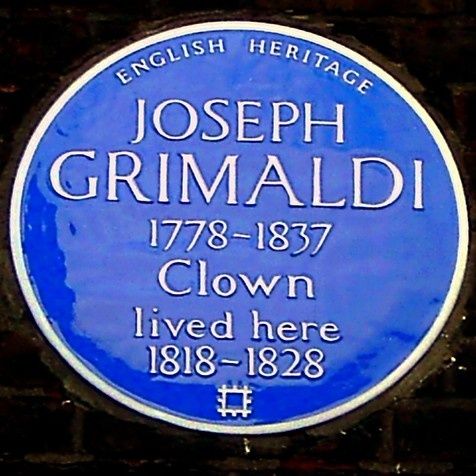 ENGLISH HERITAGE
JOSEPH
GRIMALDI
1778-1837
Clown
lived here
1818-1828